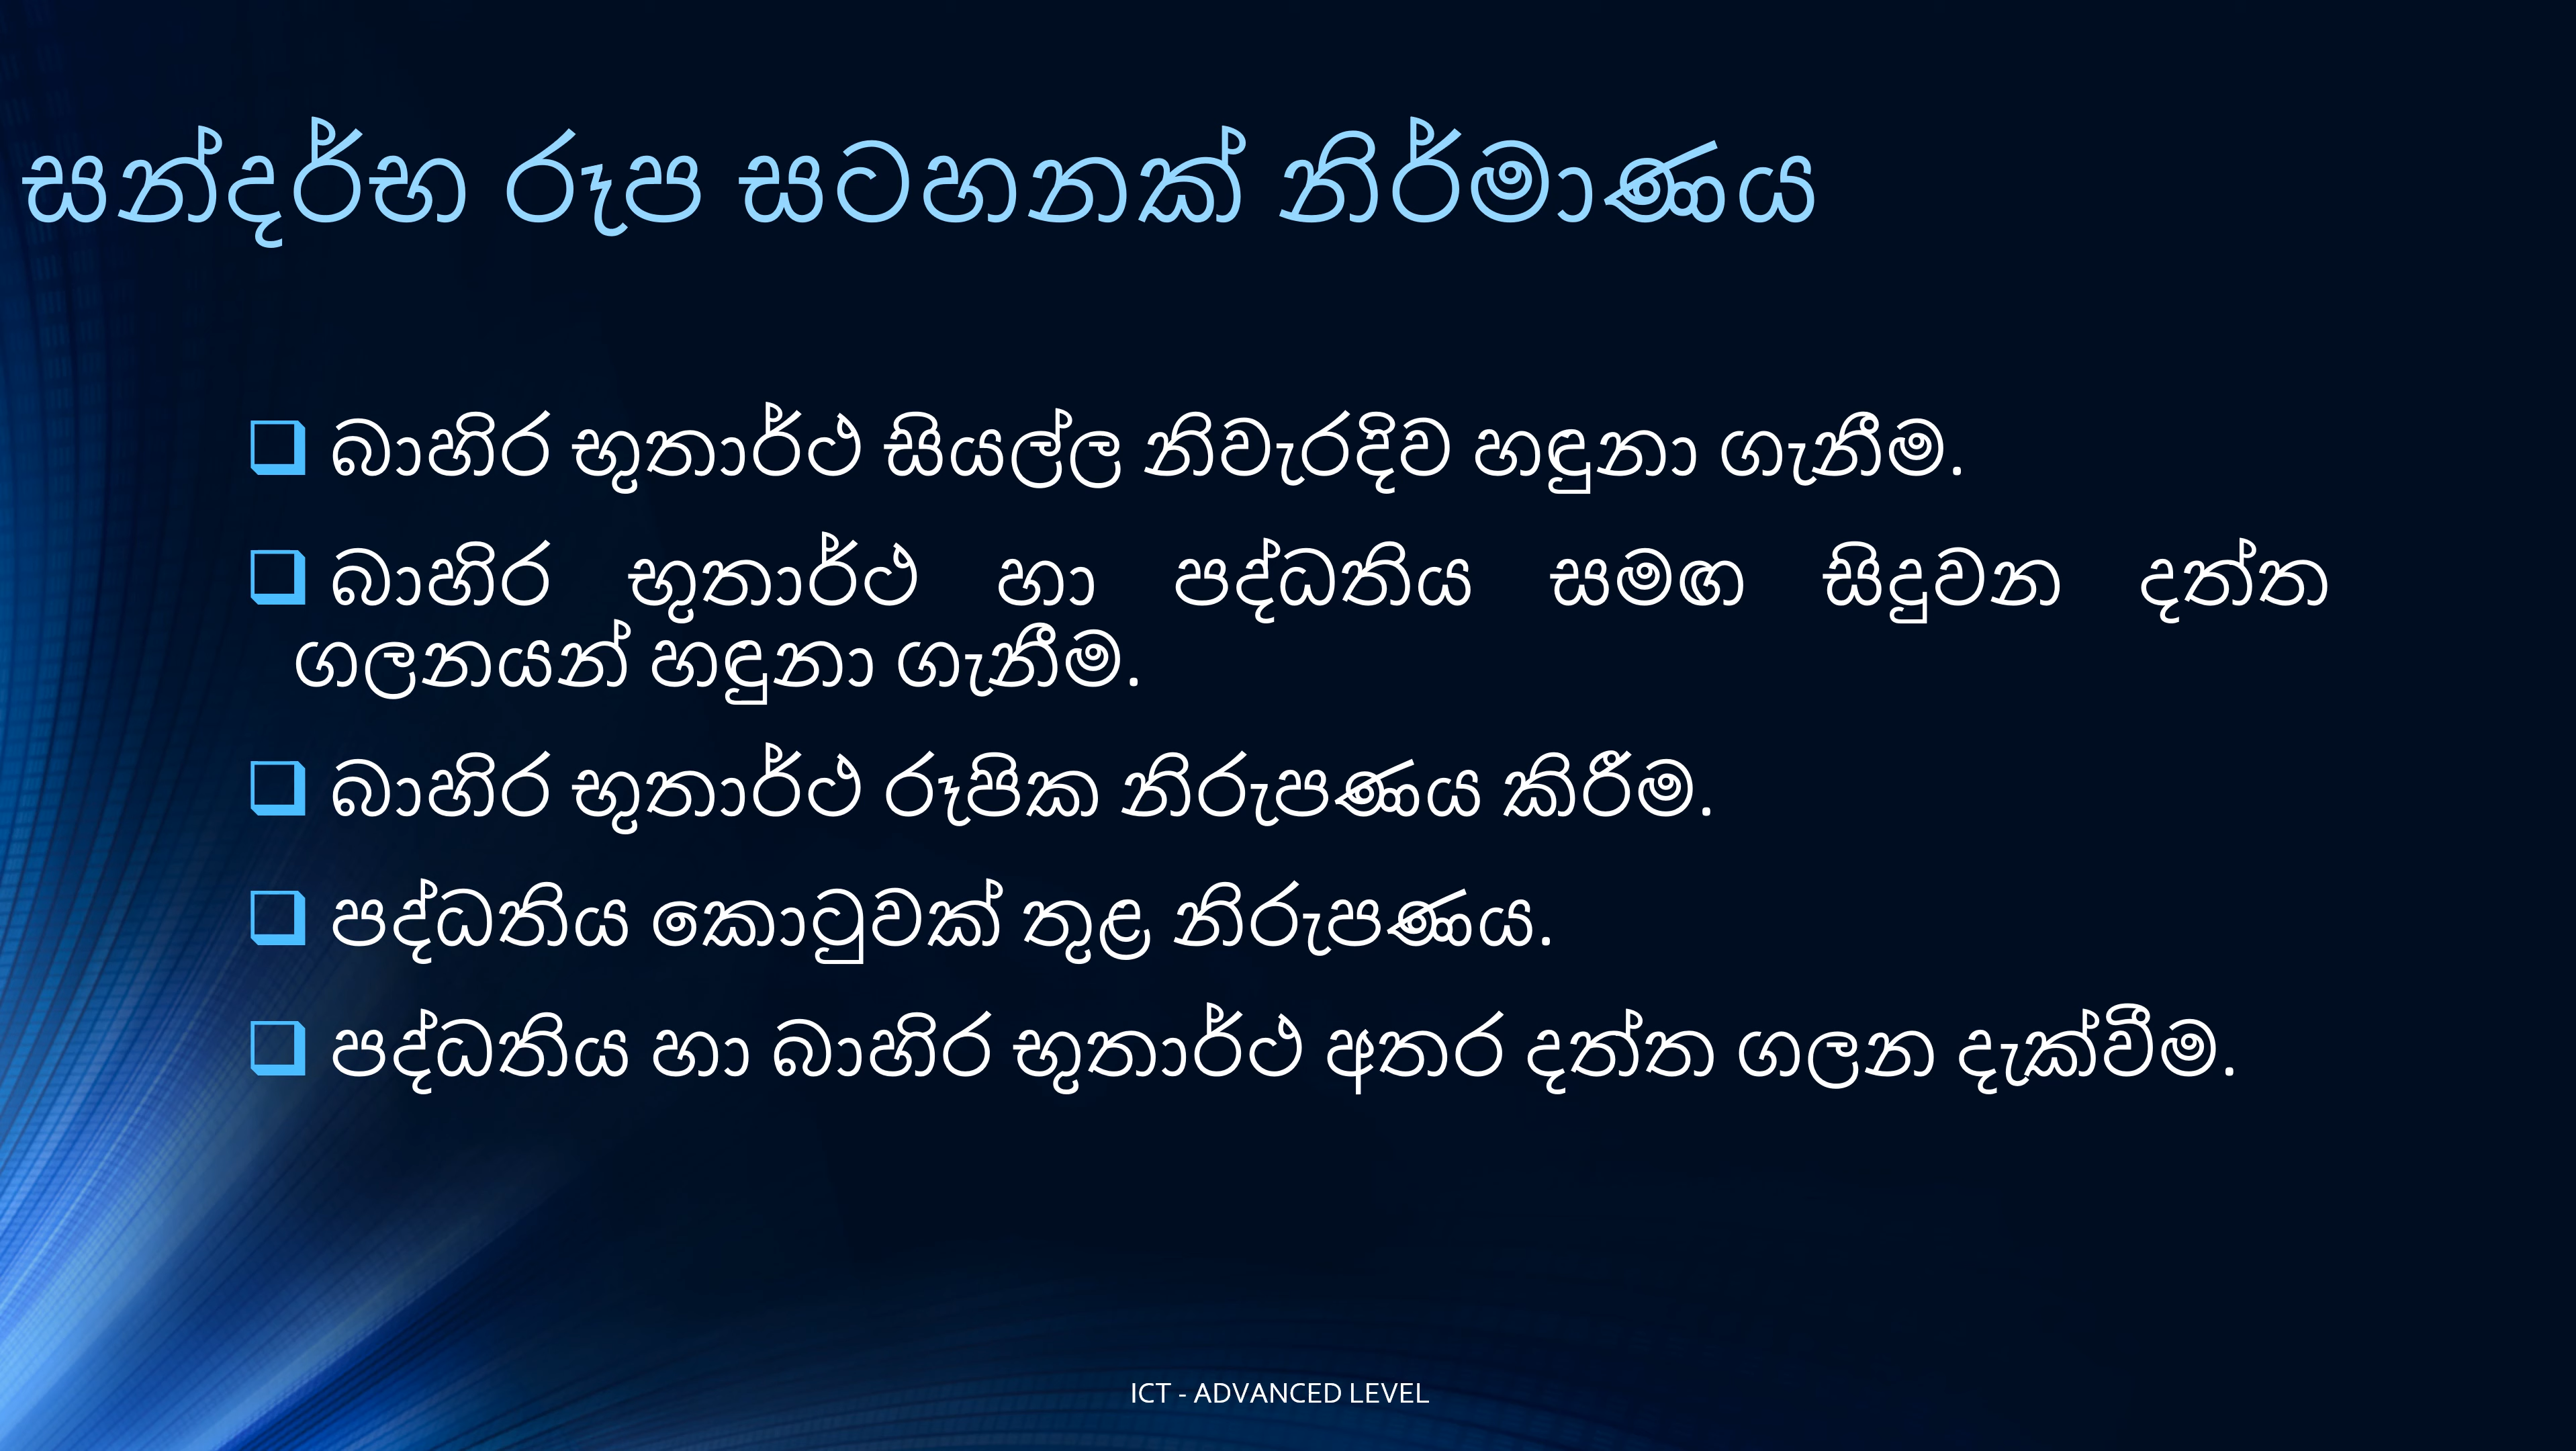 සන්දර්භ රූප සටහනක් නිර්මාණය
❑ බාහිර භුතාර්ථ සියල්ල නිවැරදිව හඳුනා ගැනීම.
❑ බාහිර භුතාර්ථ හා පද්ධතිය සමඟ සිදුවන දත්ත
ගලනයන් හඳුනා ගැනීම.
❑ බාහිර භුතාර්ථ රූපික නිරුපණය කිරීම.
❑ පද්ධතිය කොටුවක් තුළ නිරුපණය.
❑ පද්ධතිය හා බාහිර භුතාර්ථ අතර දත්ත ගලන දැක්වීම.
ICT - ADVANCED LEVEL